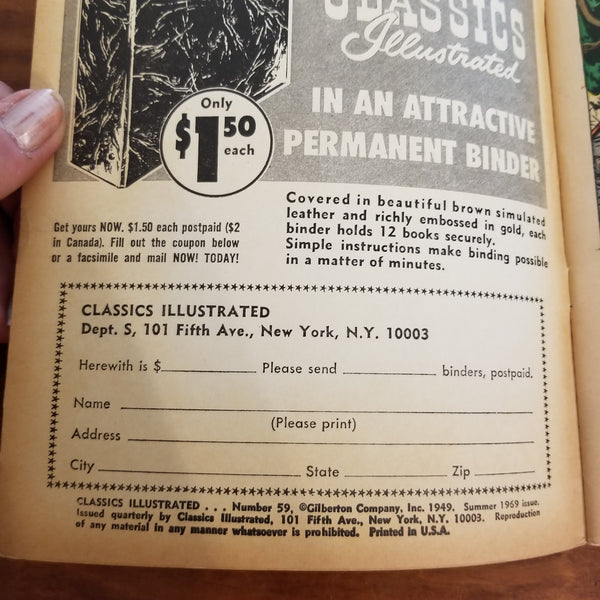 CLASSICS
Illustrated
IN AN ATTRACTIVE
PERMANENT BINDER
Only
$1.50
each
Covered in beautiful brown simulated
leather and richly embossed in gold, each
binder holds 12 books securely.
Simple instructions make binding possible
in a matter of minutes.
Get yours NOW. $1.50 each postpaid ($2
in Canada). Fill out the coupon below
or a facsimile and mail NOW! TODAY!
CLASSICS ILLUSTRATED
Dept. S, 101 Fifth Ave., New York, N.Y. 10003
Herewith is $ Please send binders, postpaid.
Name
(Please print)
Address
City State Zip
CLASSICS ILLUSTRATED . . . Number 59, ©Gilberton Company, Inc. 1949. Summer 1969 issue.
Issued quarterly by Classics Illustrated, 101 Fifth Ave., New York, N.Y. 10003. Reproduction
of any material in any manner whatsoever is prohibited. Printed in U.S.A.